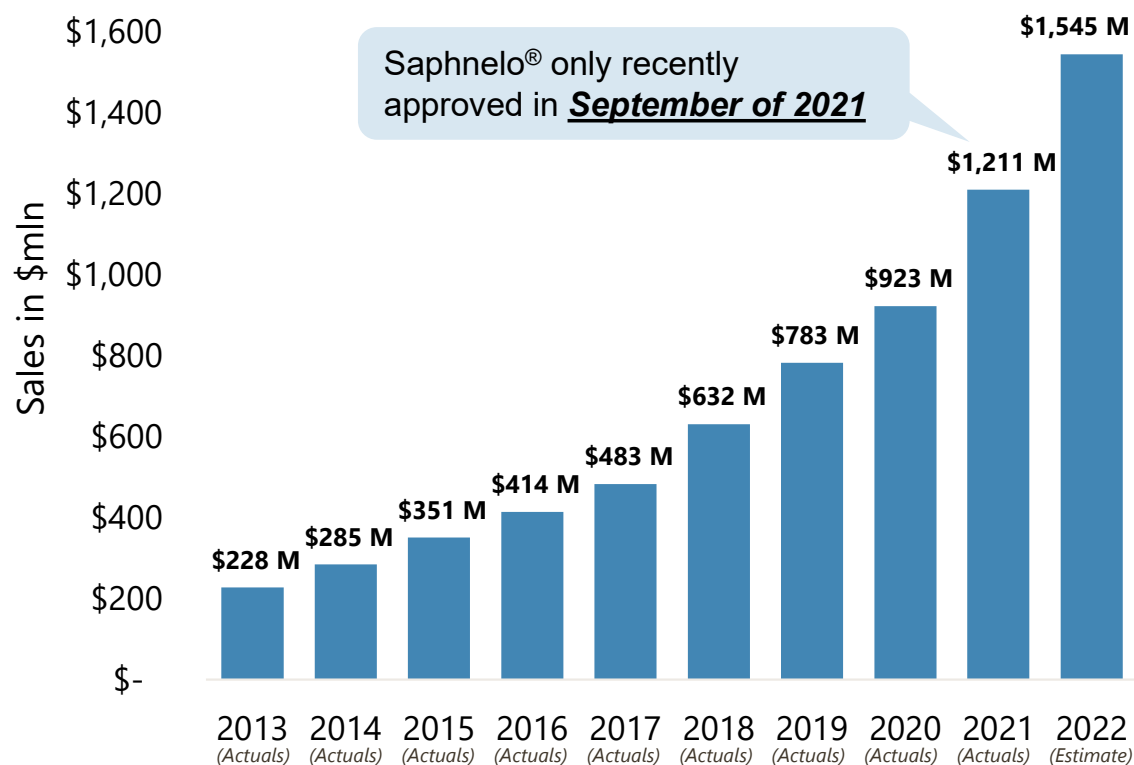 $1,600
$1,400
$1,200
$1,000
$800
$600
$400
$200
$-
Sales in $mln
Saphnelo® only recently
approved in September of 2021
$228 M
$285 M
$351 M
$414 M
$483 M
$632 M
$783 M
$923 M
$1,211 M
$1,545 M
2013 2014 2015 2016 2017 2018 2019 2020 2021 2022
(Actuals) (Actuals) (Actuals) (Actuals) (Actuals) (Actuals) (Actuals) (Actuals) (Actuals) (Estimate)